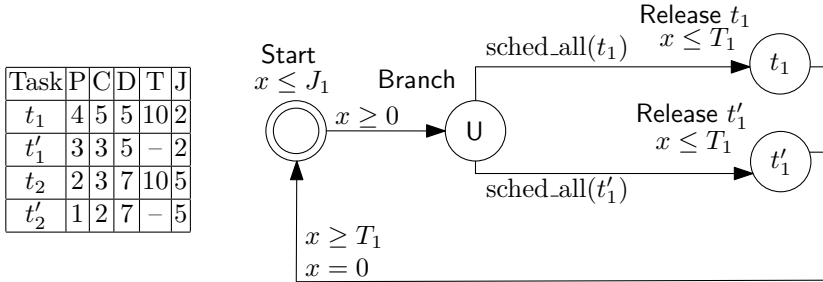 Task P C D T J
t₁ 4 5 5 10 2
t′₁ 3 3 5 – 2
t₂ 2 3 7 10 5
t′₂ 1 2 7 – 5
Start
x ≤ J₁
x ≥ 0
Branch
U
sched_all(t₁)
Release t₁
x ≤ T₁
t₁
sched_all(t′₁)
Release t′₁
x ≤ T₁
t′₁
x ≥ T₁
x = 0